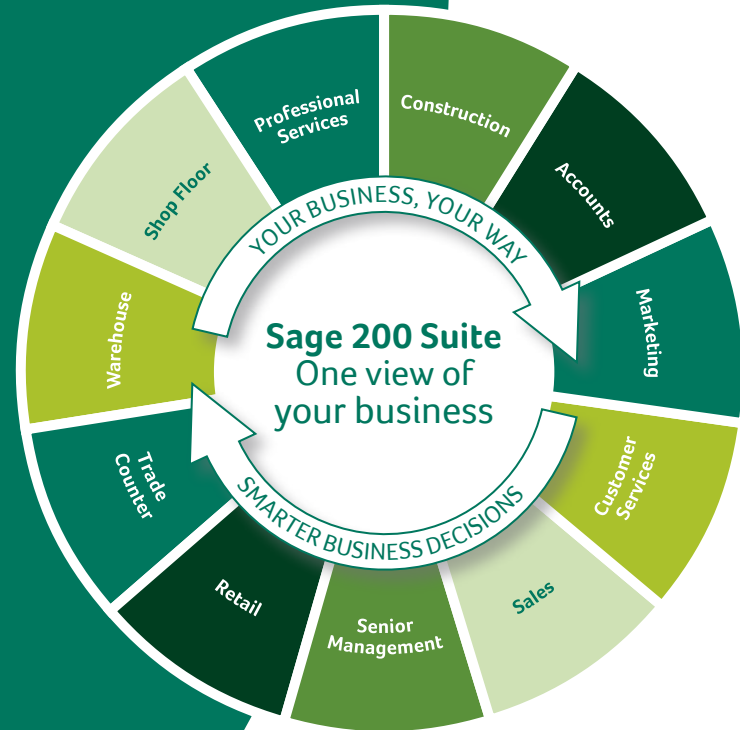 Sage 200 Suite
One view of
your business
YOUR BUSINESS, YOUR WAY
SMARTER BUSINESS DECISIONS
Construction
Accounts
Marketing
Customer
Services
Sales
Senior
Management
Retail
Trade
Counter
Warehouse
Shop Floor
Professional
Services